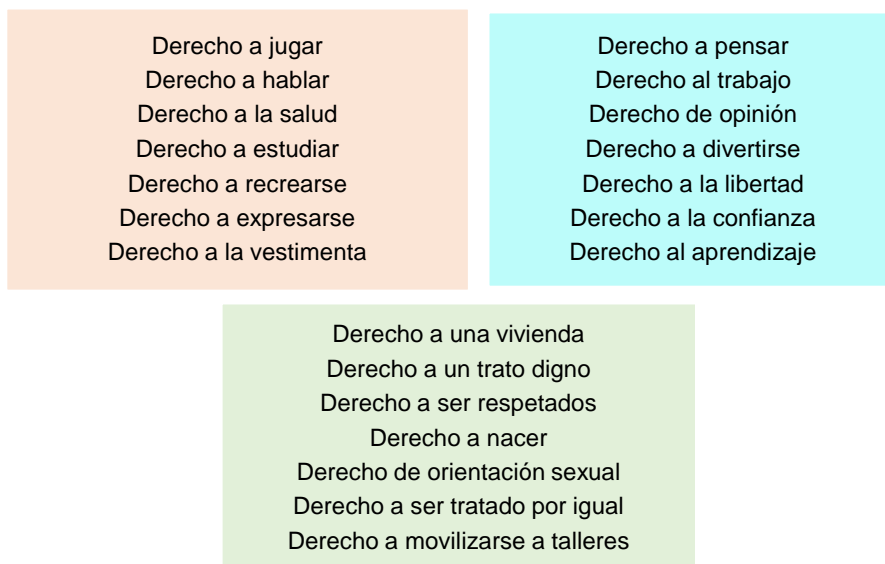 Derecho a jugar
Derecho a hablar
Derecho a la salud
Derecho a estudiar
Derecho a recrearse
Derecho a expresarse
Derecho a la vestimenta
Derecho a pensar
Derecho al trabajo
Derecho de opinión
Derecho a divertirse
Derecho a la libertad
Derecho a la confianza
Derecho al aprendizaje
Derecho a una vivienda
Derecho a un trato digno
Derecho a ser respetados
Derecho a nacer
Derecho de orientación sexual
Derecho a ser tratado por igual
Derecho a movilizarse a talleres